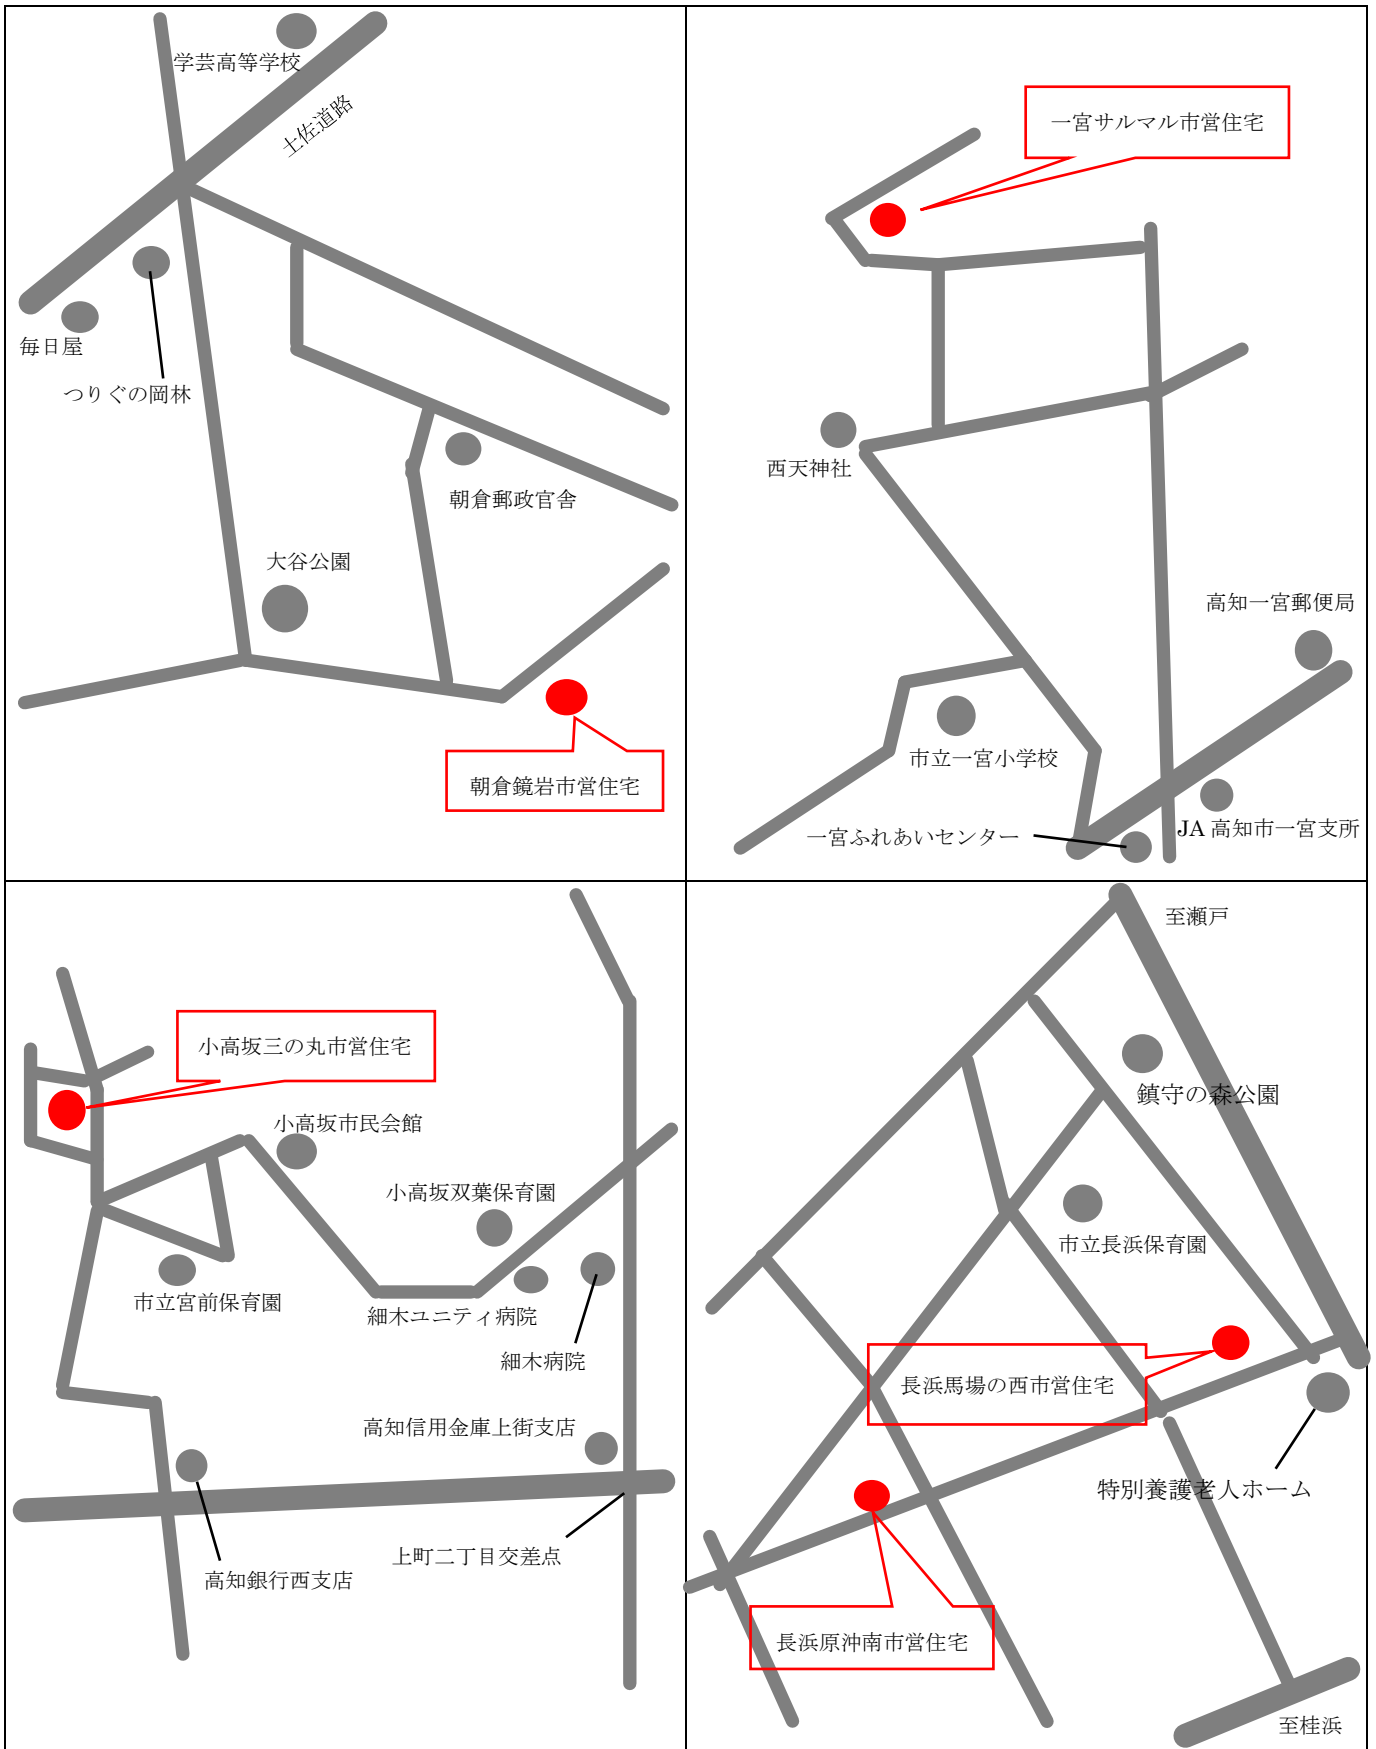 学芸高等学校
土佐道路
毎日屋
つりぐの岡林
朝倉郵政官舎
大谷公園
朝倉鏡岩市営住宅
一宮サルマル市営住宅
西天神社
高知一宮郵便局
市立一宮小学校
一宮ふれあいセンター
JA 高知市一宮支所
小高坂三の丸市営住宅
小高坂市民会館
小高坂双葉保育園
市立宮前保育園
細木ユニティ病院
細木病院
高知信用金庫上街支店
上町二丁目交差点
高知銀行西支店
至瀬戸
鎮守の森公園
市立長浜保育園
長浜馬場の西市営住宅
特別養護老人ホーム
長浜原沖南市営住宅
至桂浜